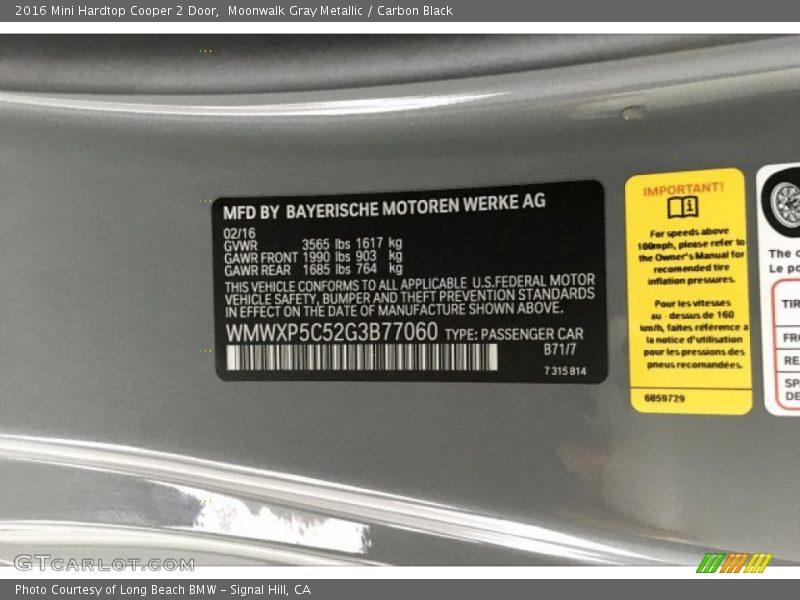 2016 Mini Hardtop Cooper 2 Door,  Moonwalk Gray Metallic / Carbon Black
MFD BY BAYERISCHE MOTOREN WERKE AG
02/16
GVWR 3565 lbs 1617 kg
GAWR FRONT 1990 lbs 903 kg
GAWR REAR 1685 lbs 764 kg
THIS VEHICLE CONFORMS TO ALL APPLICABLE U.S.FEDERAL MOTOR
VEHICLE SAFETY, BUMPER AND THEFT PREVENTION STANDARDS
IN EFFECT ON THE DATE OF MANUFACTURE SHOWN ABOVE.
WMWXP5C52G3B77060 TYPE: PASSENGER CAR
B71/7
7 315 814
IMPORTANT!
For speeds above
100mph, please refer to
the Owner's Manual for
recomended tire
inflation pressures.
Pour les vitesses
au - dessus de 160
km/h, faites référence a
la notice d'utilisation
pour les pressions des
pneus recomandées.
6859729
The
Le
GTCARLOT.COM
Photo Courtesy of Long Beach BMW – Signal Hill, CA